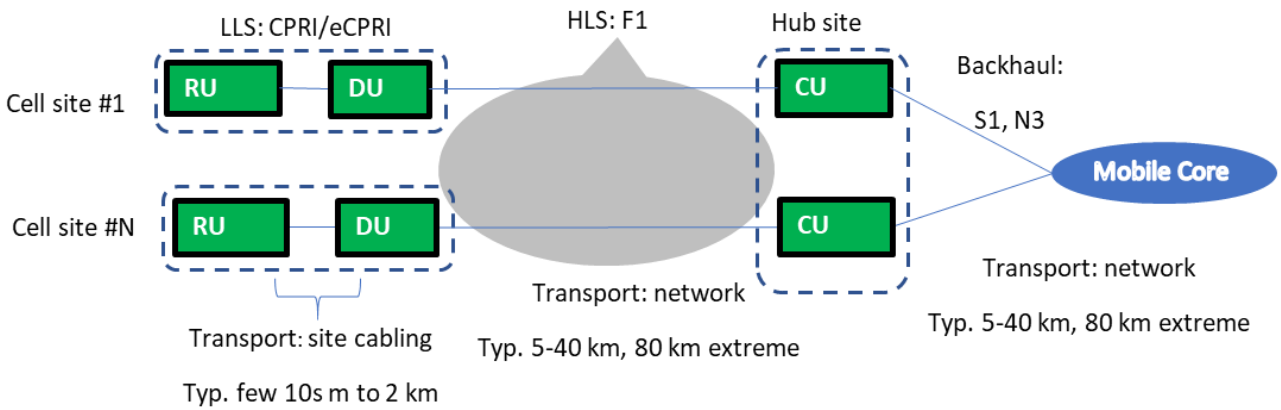 LLS: CPRI/eCPRI
HLS: F1
Hub site
Backhaul:
S1, N3
Cell site #1
RU
DU
CU
Mobile Core
Cell site #N
RU
DU
CU
Transport: site cabling
Typ. few 10s m to 2 km
Transport: network
Typ. 5-40 km, 80 km extreme
Transport: network
Typ. 5-40 km, 80 km extreme